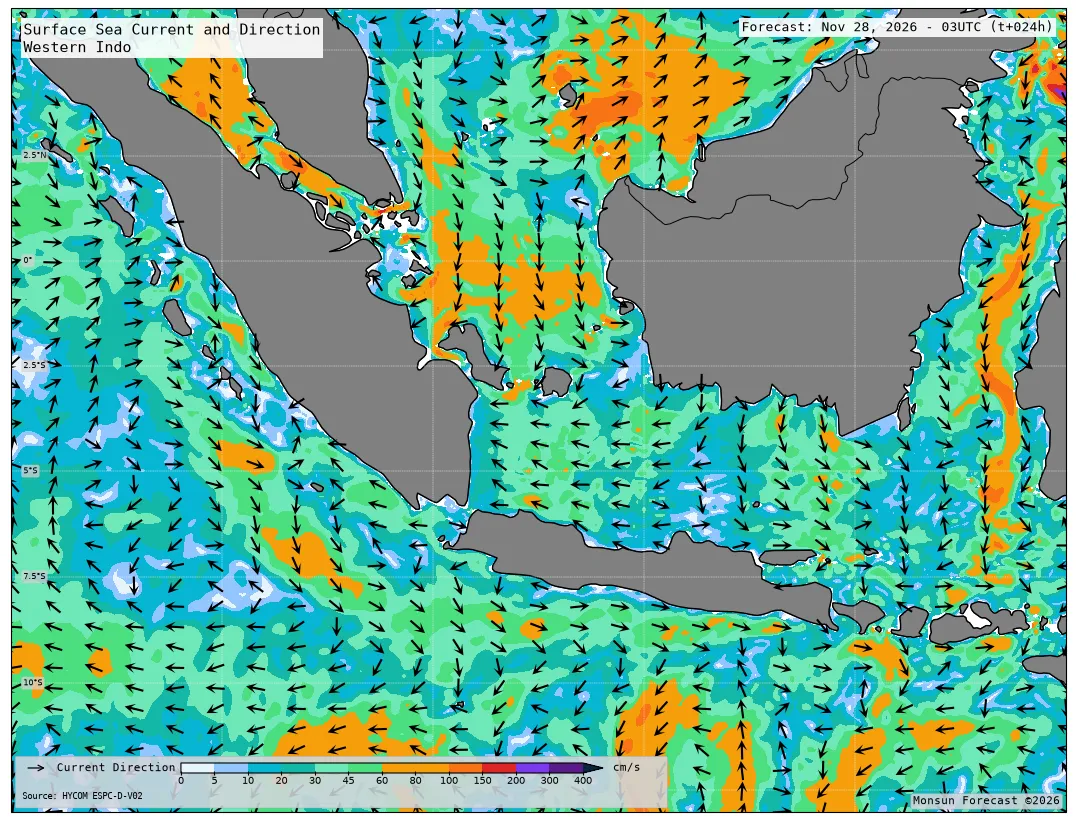 Surface Sea Current and Direction
Western Indo
Forecast: Nov 28, 2026 - 03UTC (t+024h)
2.5°N
0°
2.5°S
5°S
7.5°S
10°S
Current Direction
0 5 10 20 30 45 60 80 100 150 200 300 400
cm/s
Source: HYCOM ESPC-D-V02
Monsun Forecast ©2026